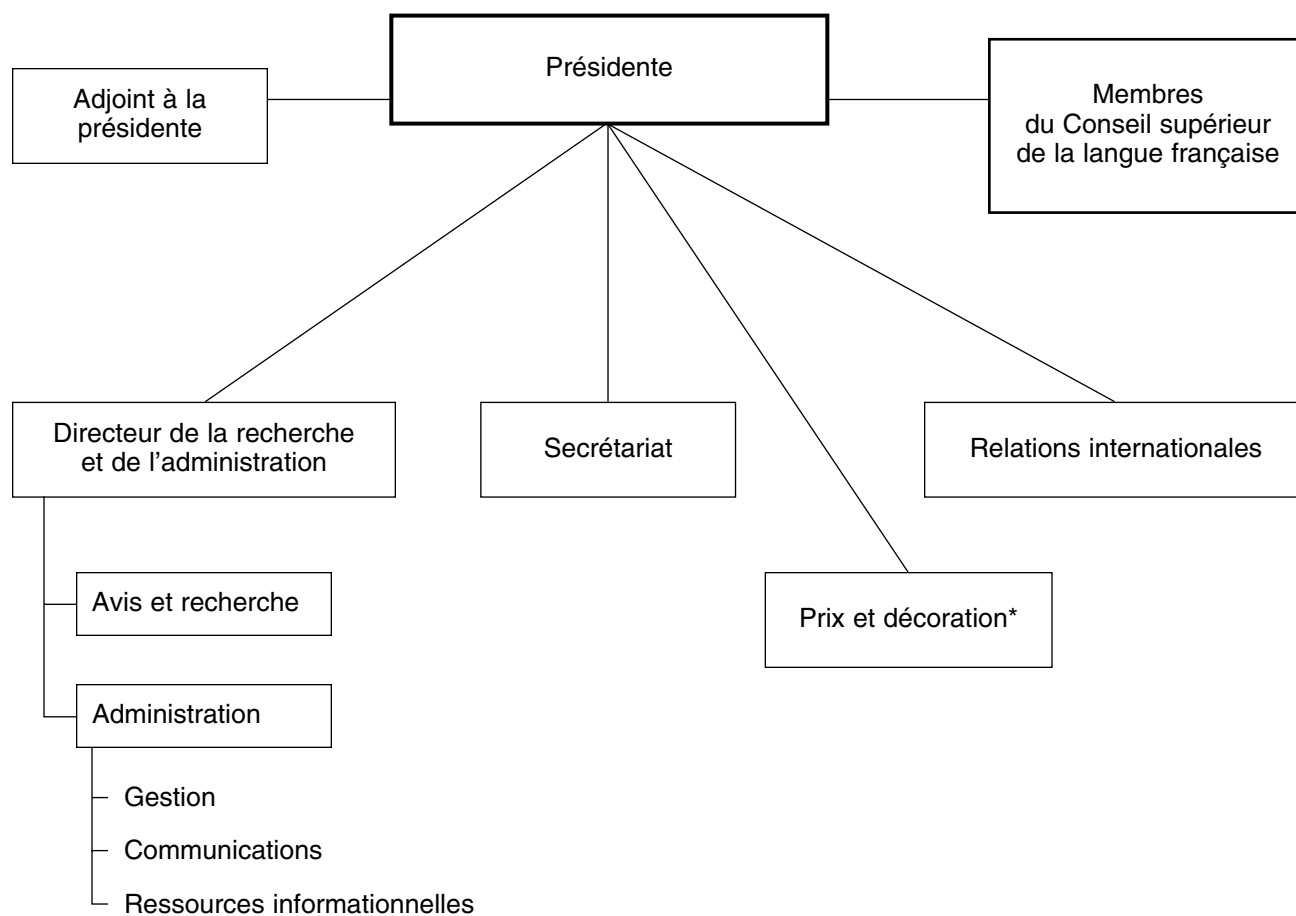 Présidente
Adjoint à la
présidente
Membres
du Conseil supérieur
de la langue française
Directeur de la recherche
et de l'administration
Secrétariat
Relations internationales
Avis et recherche
Prix et décoration*
Administration
Gestion
Communications
Ressources informationnelles